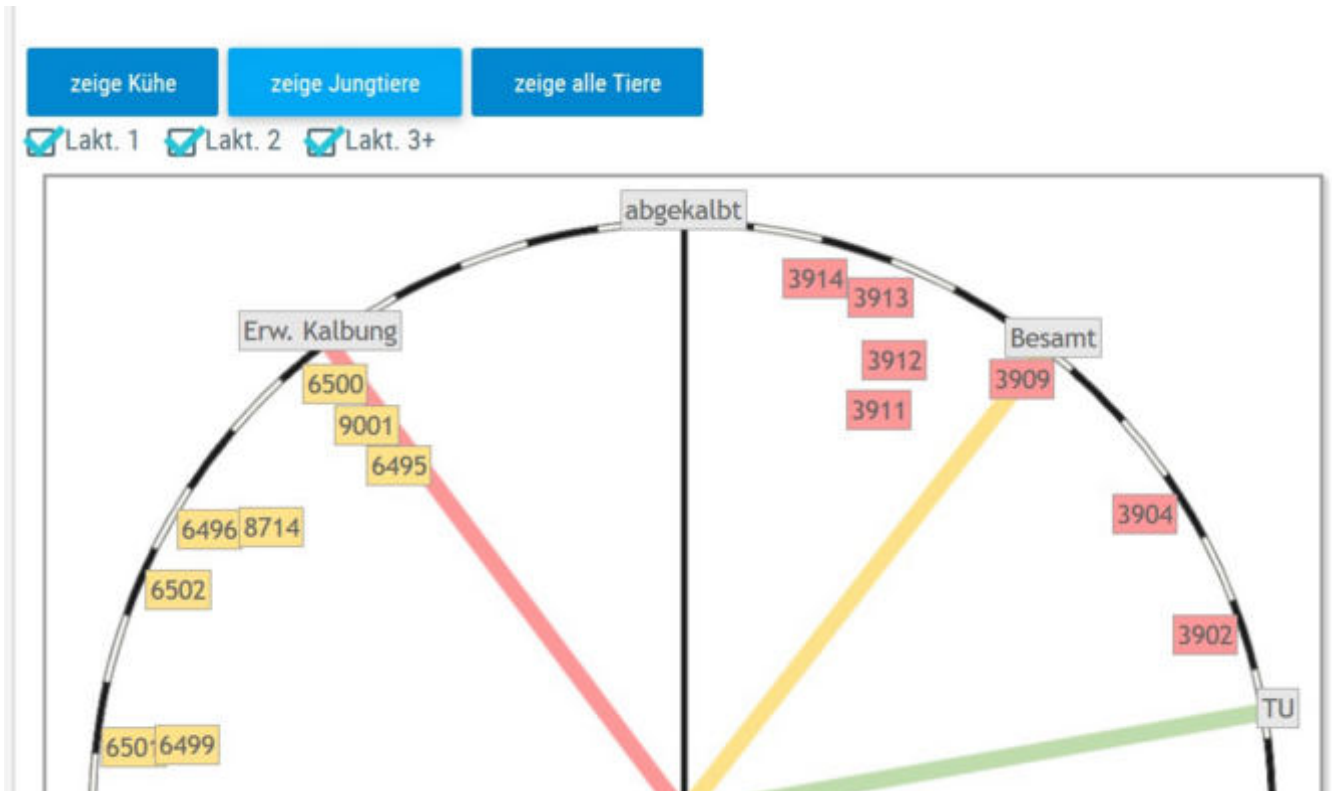 zeige Kühe zeige Jungtiere zeige alle Tiere
Lakt. 1 Lakt. 2 Lakt. 3+
abgekalbt
3914
3913
Erw. Kalbung
Besamt
3912
6500
3909
3911
9001
6495
3904
6496 8714
6502
3902
TU
6499